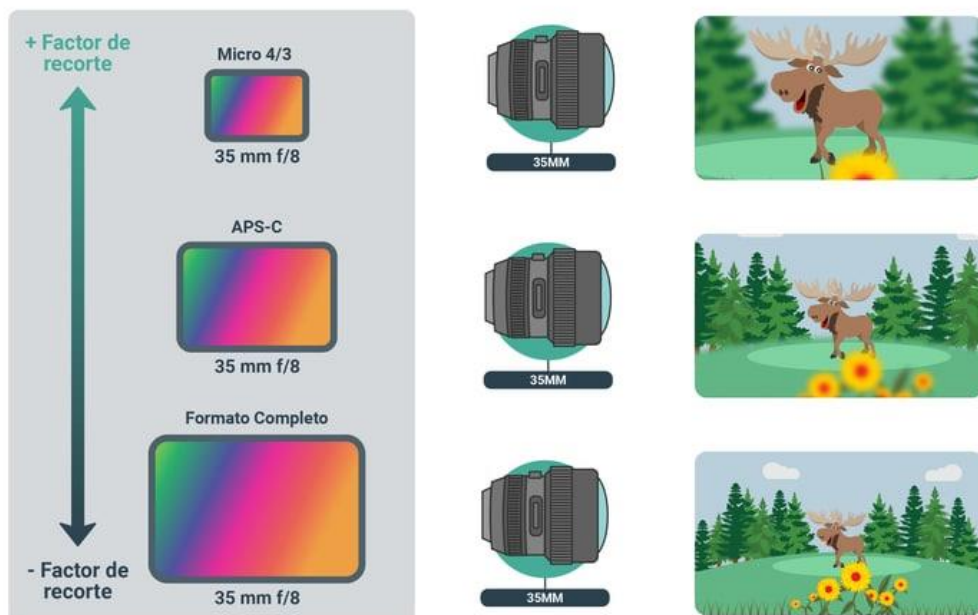 + Factor de
recorte
Micro 4/3
35 mm f/8
35MM
APS-C
35 mm f/8
35MM
Formato Completo
35 mm f/8
35MM
- Factor de
recorte